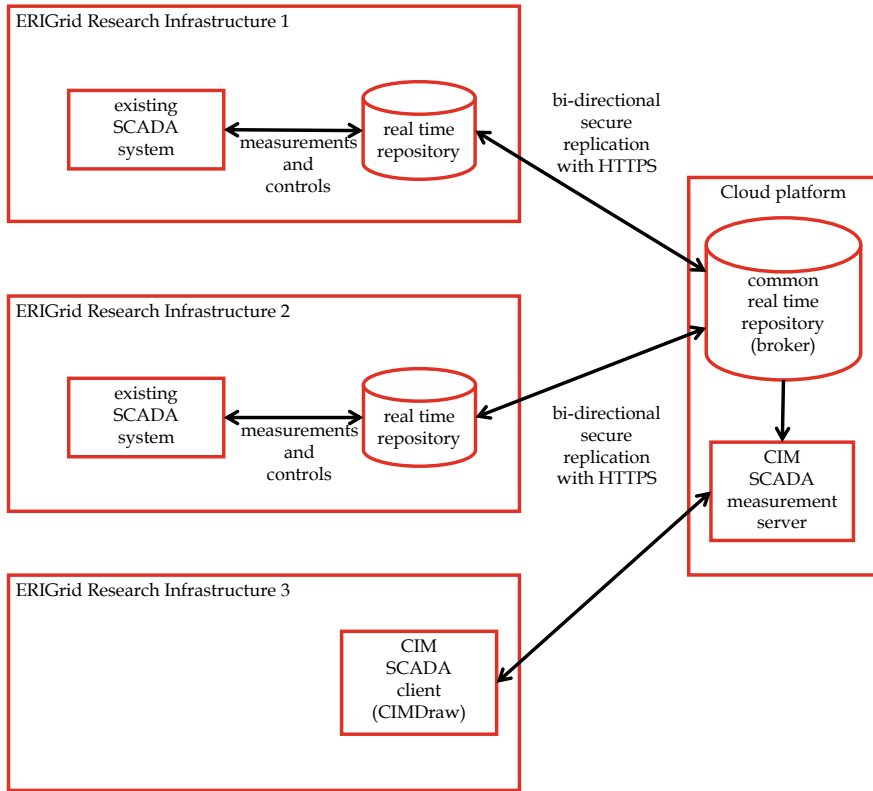 ERIGrid Research Infrastructure 1
existing
SCADA
system
measurements
and
controls
real time
repository
bi-directional
secure
replication
with HTTPS
Cloud platform
common
real time
repository
(broker)
ERIGrid Research Infrastructure 2
existing
SCADA
system
measurements
and
controls
real time
repository
bi-directional
secure
replication
with HTTPS
CIM
SCADA
measurement
server
ERIGrid Research Infrastructure 3
CIM
SCADA
client
(CIMDraw)